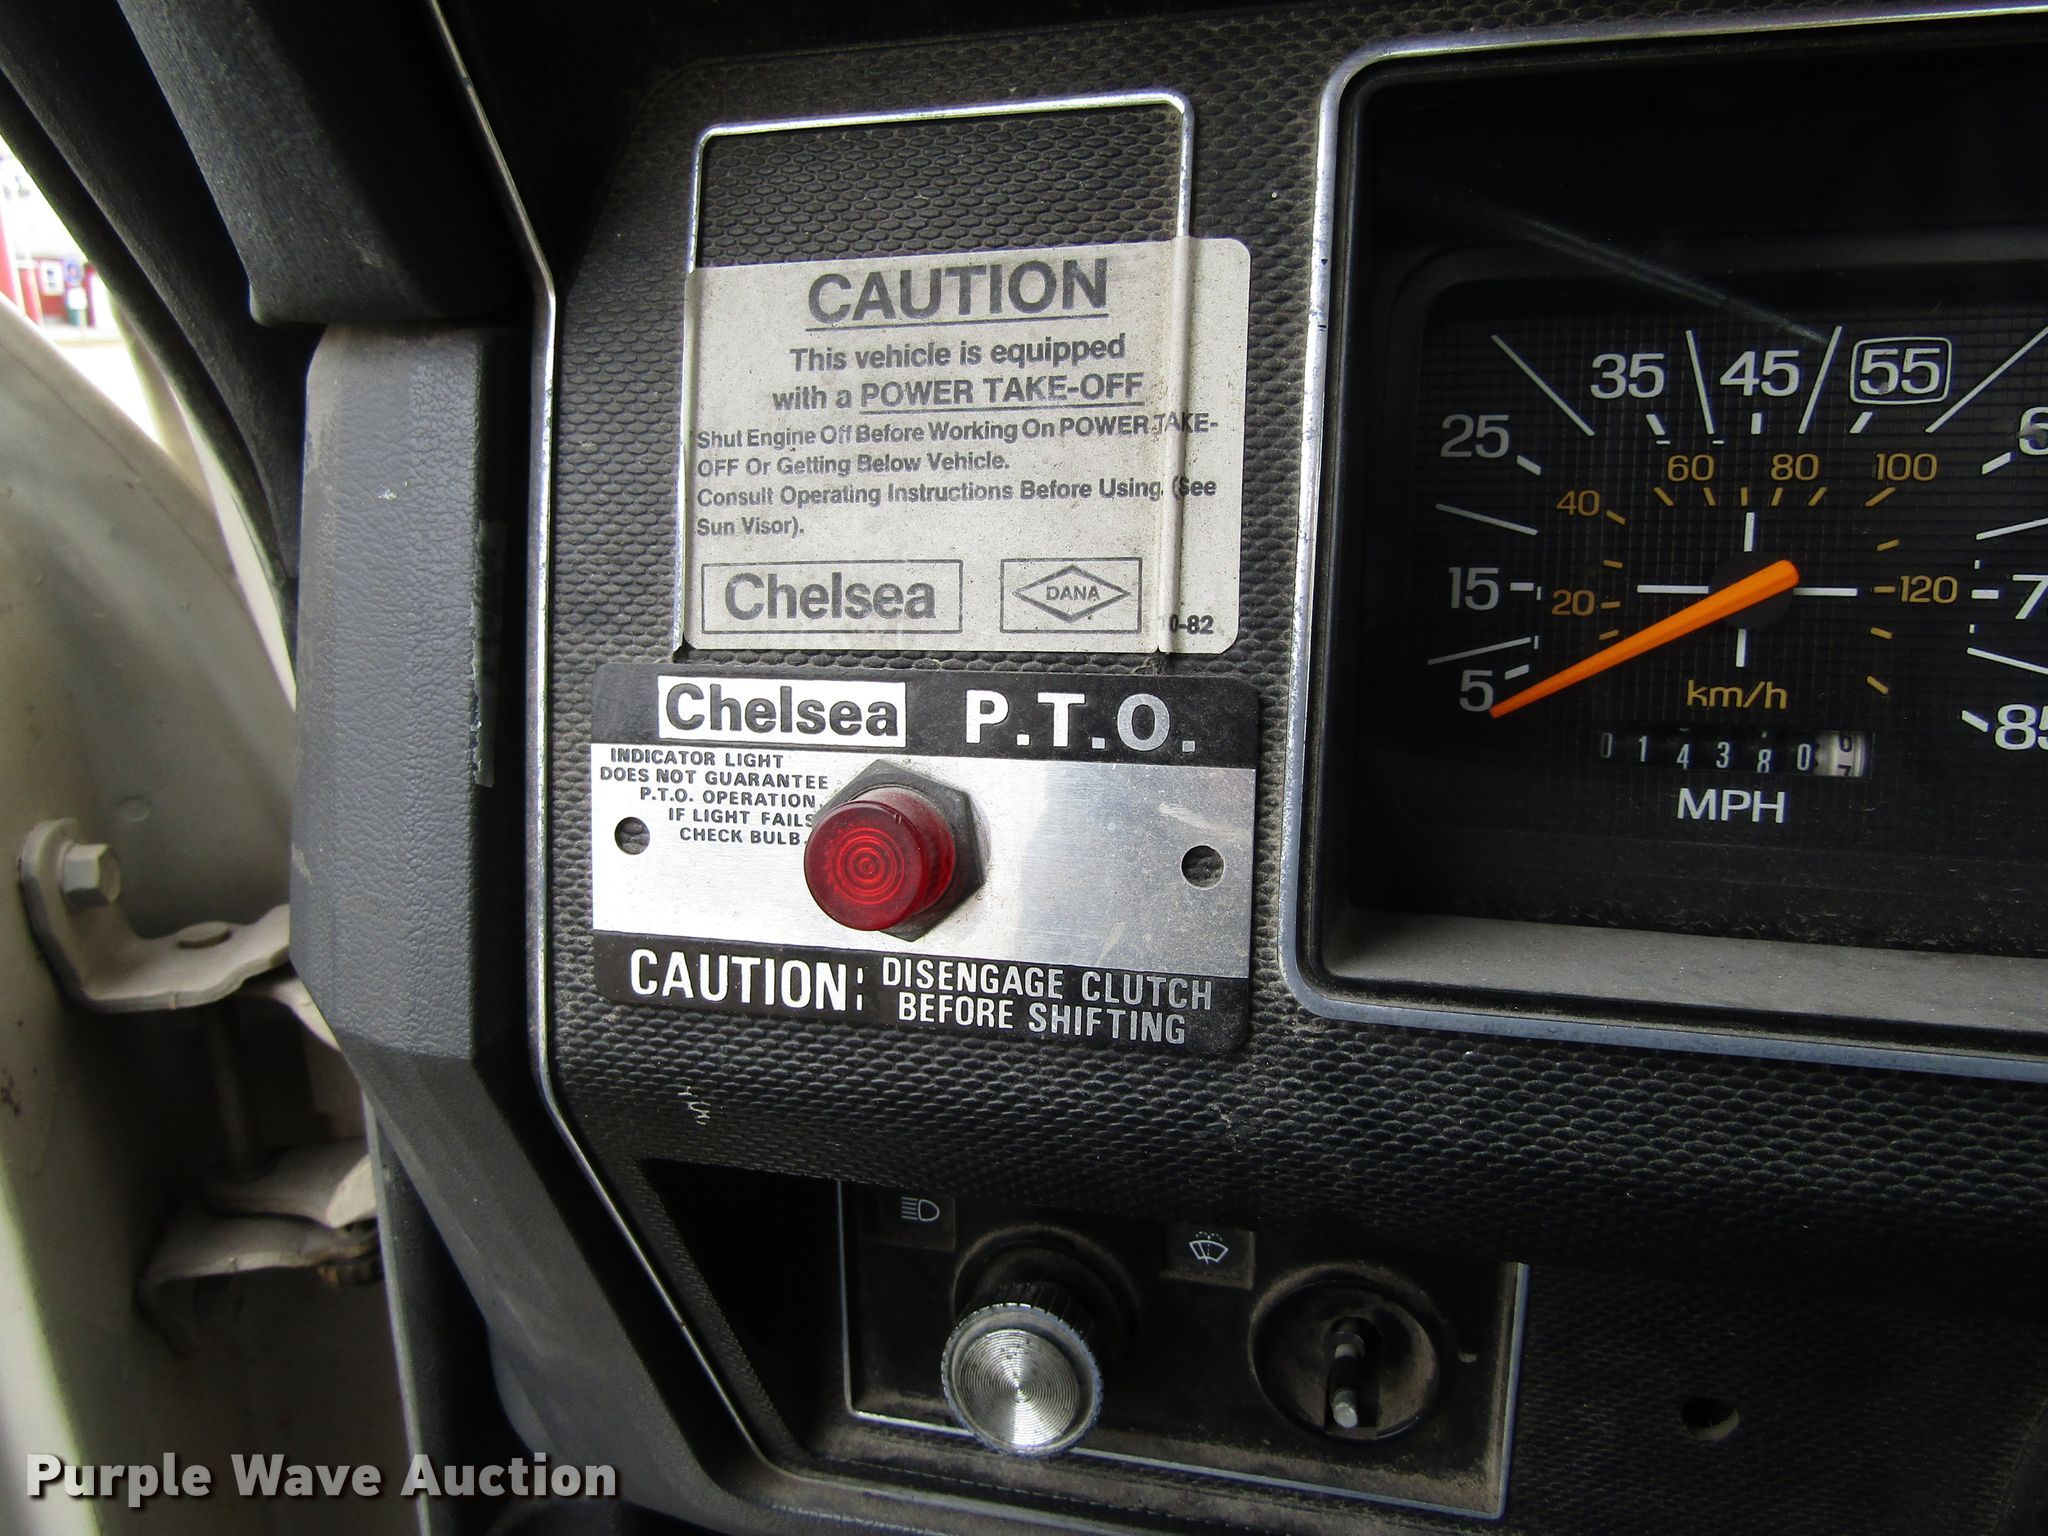 CAUTION
This vehicle is equipped
with a POWER TAKE-OFF
Shut Engine Off Before Working On POWER TAKE-
OFF Or Getting Below Vehicle.
Consult Operating Instructions Before Using. (See
Sun Visor).
Chelsea
DANA
0-82
Chelsea P.T.O.
INDICATOR LIGHT
DOES NOT GUARANTEE
P.T.O. OPERATION.
IF LIGHT FAILS
CHECK BULB.
CAUTION: DISENGAGE CLUTCH
BEFORE SHIFTING
5 15 25 35 45 55
85
20 40 60 80 100 120
km/h
014380
MPH
Purple Wave Auction